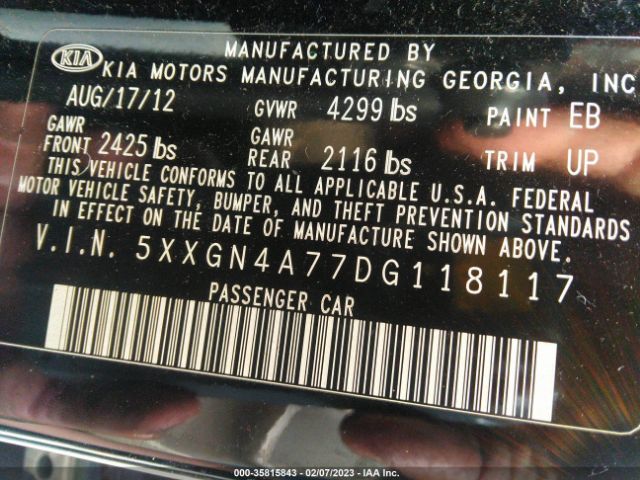 MANUFACTURED BY
KIA KIA MOTORS MANUFACTURING GEORGIA, INC
AUG/17/12 GVWR 4299 lbs PAINT EB
GAWR FRONT 2425 lbs GAWR REAR 2116 lbs TRIM UP
THIS VEHICLE CONFORMS TO ALL APPLICABLE U.S.A. FEDERAL
MOTOR VEHICLE SAFETY, BUMPER, AND THEFT PREVENTION STANDARDS
IN EFFECT ON THE DATE OF MANUFACTURE SHOWN ABOVE.
V.I.N. 5XXGN4A77DG118117
PASSENGER CAR
000-35815843 - 02/07/2023 - IAA Inc.